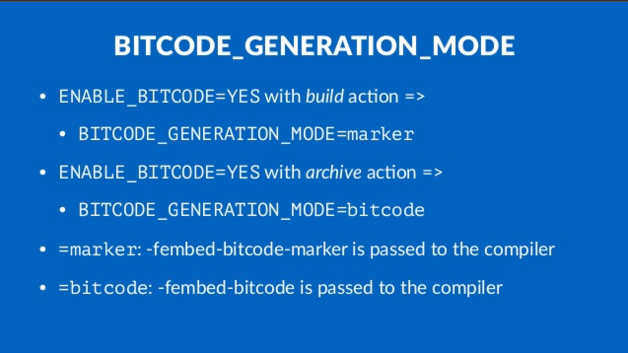 BITCODE_GENERATION_MODE
• ENABLE_BITCODE=YES with build action =>
• BITCODE_GENERATION_MODE=marker
• ENABLE_BITCODE=YES with archive action =>
• BITCODE_GENERATION_MODE=bitcode
• =marker: -fembed-bitcode-marker is passed to the compiler
• =bitcode: -fembed-bitcode is passed to the compiler